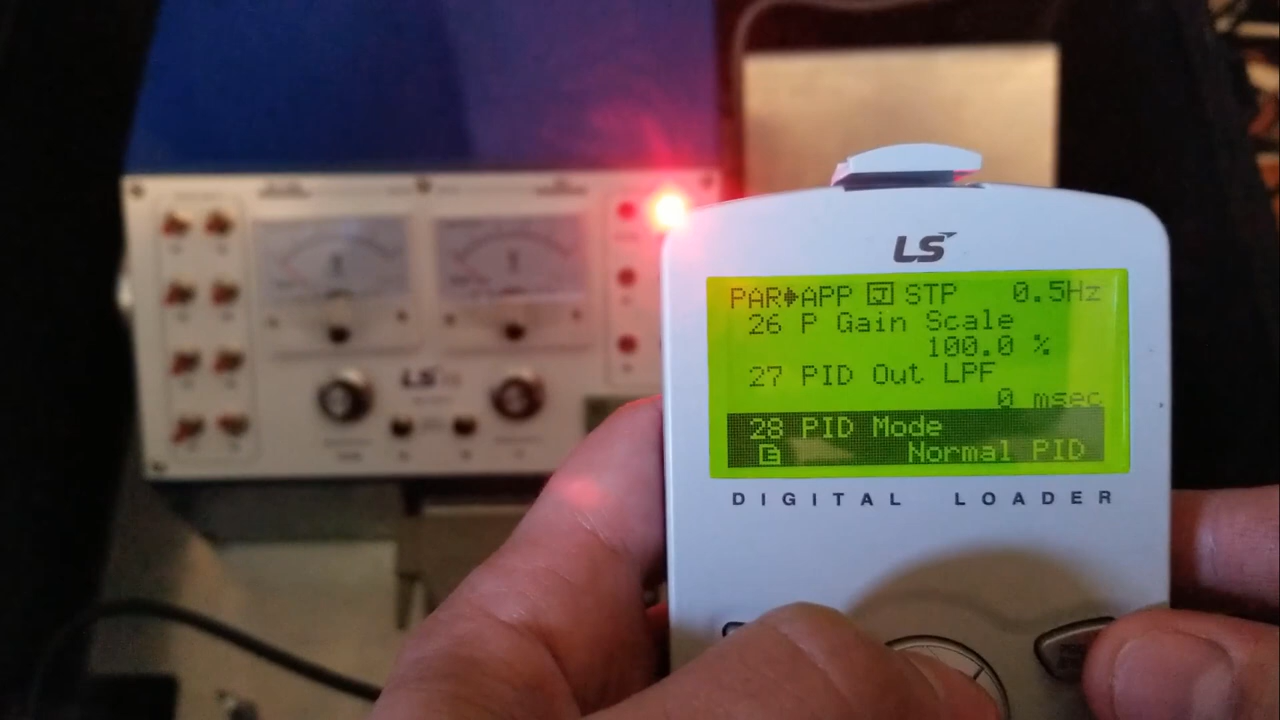 LS
PAR➧APP J STP 0.5Hz
26 P Gain Scale
100.0 %
27 PID Out LPF
0 msec
28 PID Mode
Normal PID
DIGITAL LOADER
LS